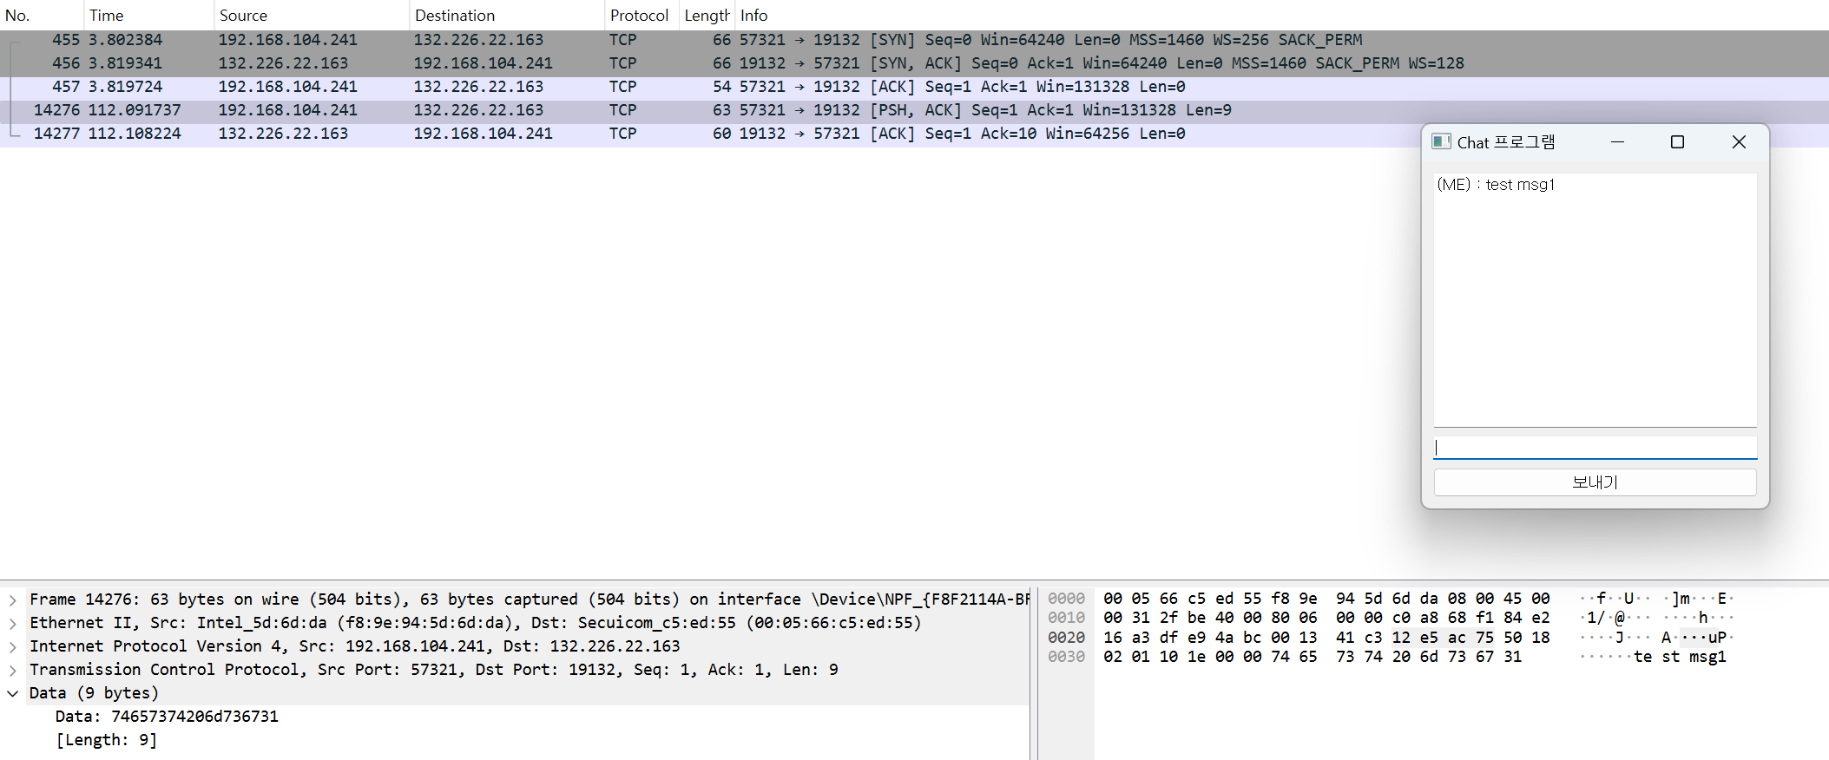 No. Time Source Destination Protocol Length Info
455 3.802384 192.168.104.241 132.226.22.163 TCP 66 57321 → 19132 [SYN] Seq=0 Win=64240 Len=0 MSS=1460 WS=256 SACK_PERM
456 3.819341 132.226.22.163 192.168.104.241 TCP 66 19132 → 57321 [SYN, ACK] Seq=0 Ack=1 Win=64240 Len=0 MSS=1460 SACK_PERM WS=128
457 3.819724 192.168.104.241 132.226.22.163 TCP 54 57321 → 19132 [ACK] Seq=1 Ack=1 Win=131328 Len=0
14276 112.091737 192.168.104.241 132.226.22.163 TCP 63 57321 → 19132 [PSH, ACK] Seq=1 Ack=1 Win=131328 Len=9
14277 112.108224 132.226.22.163 192.168.104.241 TCP 60 19132 → 57321 [ACK] Seq=1 Ack=10 Win=64256 Len=0
Chat 프로그램
(ME) : test msg1
보내기
Frame 14276: 63 bytes on wire (504 bits), 63 bytes captured (504 bits) on interface \Device\NPF_{F8F2114A-BF
Ethernet II, Src: Intel_5d:6d:da (f8:9e:94:5d:6d:da), Dst: Secuicom_c5:ed:55 (00:05:66:c5:ed:55)
Internet Protocol Version 4, Src: 192.168.104.241, Dst: 132.226.22.163
Transmission Control Protocol, Src Port: 57321, Dst Port: 19132, Seq: 1, Ack: 1, Len: 9
Data (9 bytes)
Data: 74657374206d736731
[Length: 9]
0000 00 05 66 c5 ed 55 f8 9e 94 5d 6d da 08 00 45 00 ··f··U·· ·]m···E·
0010 00 31 2f be 40 00 80 06 00 00 c0 a8 68 f1 84 e2 ·1/·@··· ····h···
0020 16 a3 df e9 4a bc 00 13 41 c3 12 e5 ac 75 50 18 ····J··· A····uP·
0030 02 01 10 1e 00 00 74 65 73 74 20 6d 73 67 31 ······te st msg1